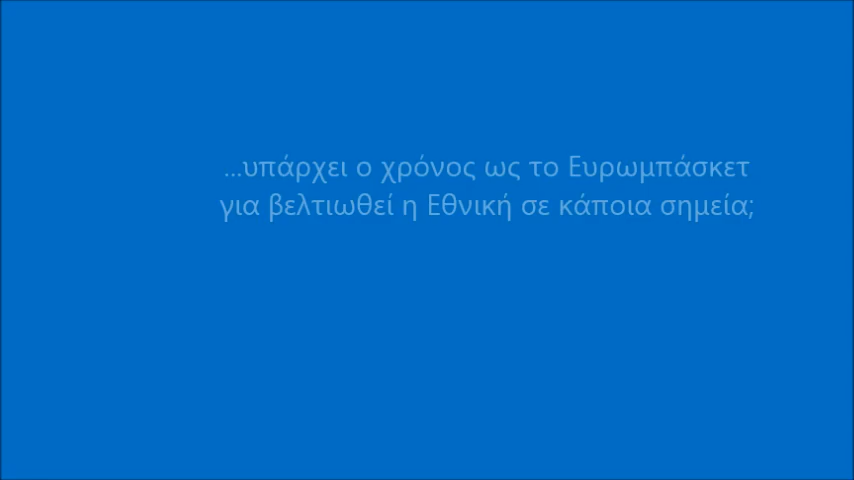 ...υπάρχει ο χρόνος ως το Ευρωμπάσκετ
για βελτιωθεί η Εθνική σε κάποια σημεία;